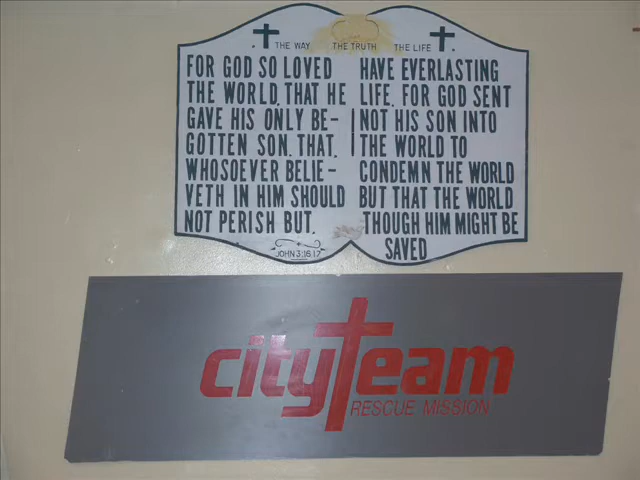 THE WAY THE TRUTH THE LIFE
FOR GOD SO LOVED
THE WORLD, THAT HE
GAVE HIS ONLY BE-
GOTTEN SON. THAT.
WHOSOEVER BELIE-
VETH IN HIM SHOULD
NOT PERISH BUT.
JOHN 3:16,17
HAVE EVERLASTING
LIFE. FOR GOD SENT
NOT HIS SON INTO
THE WORLD TO
CONDEMN THE WORLD
BUT THAT THE WORLD
THOUGH HIM MIGHT BE
SAVED
cityteam
RESCUE MISSION